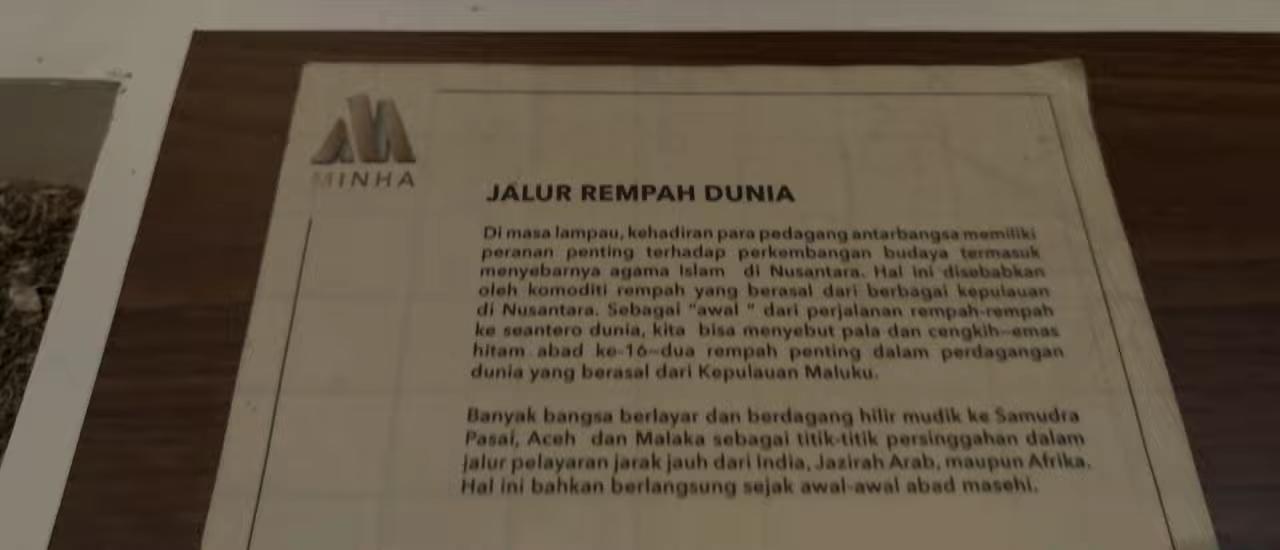 MINHA
JALUR REMPAH DUNIA
Di masa lampau, kehadiran para pedagang antarbangsa memiliki
peranan penting terhadap perkembangan budaya termasuk
menyebarnya agama Islam di Nusantara. Hal ini disebabkan
oleh komoditi rempah yang berasal dari berbagai kepulauan
di Nusantara. Sebagai "awal " dari perjalanan rempah-rempah
ke seantero dunia, kita bisa menyebut pala dan cengkih—emas
hitam abad ke-16—dua rempah penting dalam perdagangan
dunia yang berasal dari Kepulauan Maluku.
Banyak bangsa berlayar dan berdagang hilir mudik ke Samudra
Pasai, Aceh dan Malaka sebagai titik-titik persinggahan dalam
jalur pelayaran jarak jauh dari India, Jazirah Arab, maupun Afrika.
Hal ini bahkan berlangsung sejak awal-awal abad masehi.